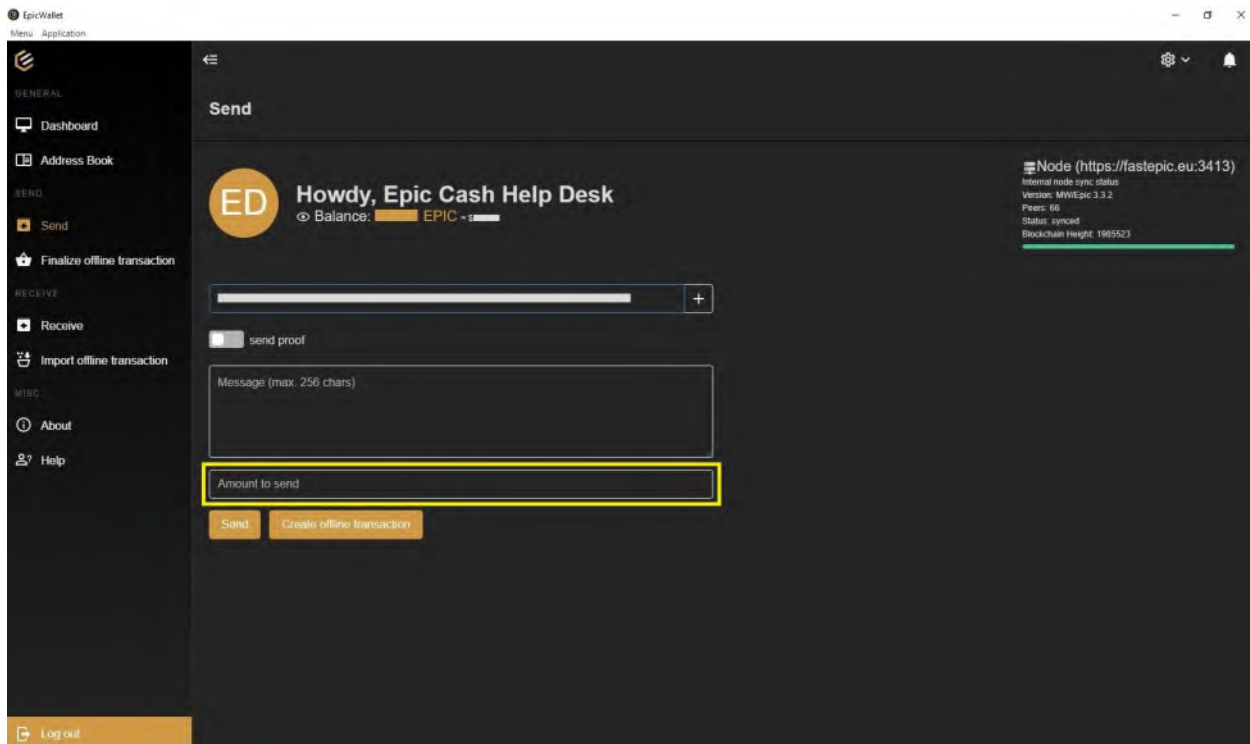 EpicWallet
Menu Application
GENERAL
Dashboard
Address Book
SEND
Send
Finalize offline transaction
RECEIVE
Receive
Import offline transaction
MISC
About
Help
Log out
Send
ED
Howdy, Epic Cash Help Desk
Balance: EPIC ~ $
send proof
Message (max. 256 chars)
Amount to send
Send Create offline transaction
Node (https://fastepic.eu:3413)
Internal node sync status
Version: MW/Epic 3.3.2
Peers: 66
Status: synced
Blockchain Height: 1985523